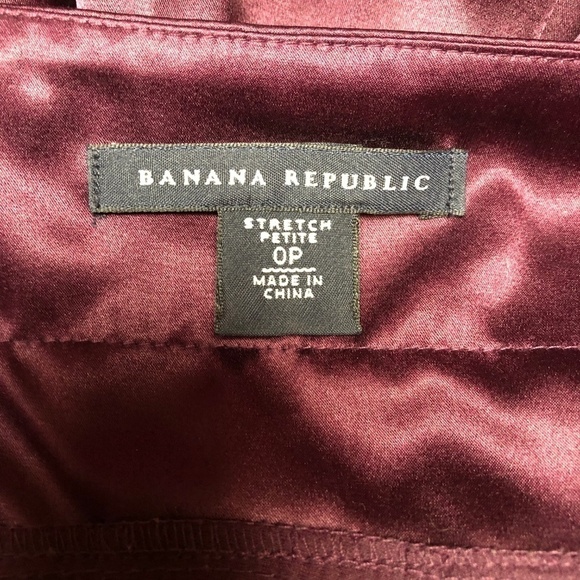 BANANA REPUBLIC
STRETCH
PETITE
0P
MADE IN
CHINA